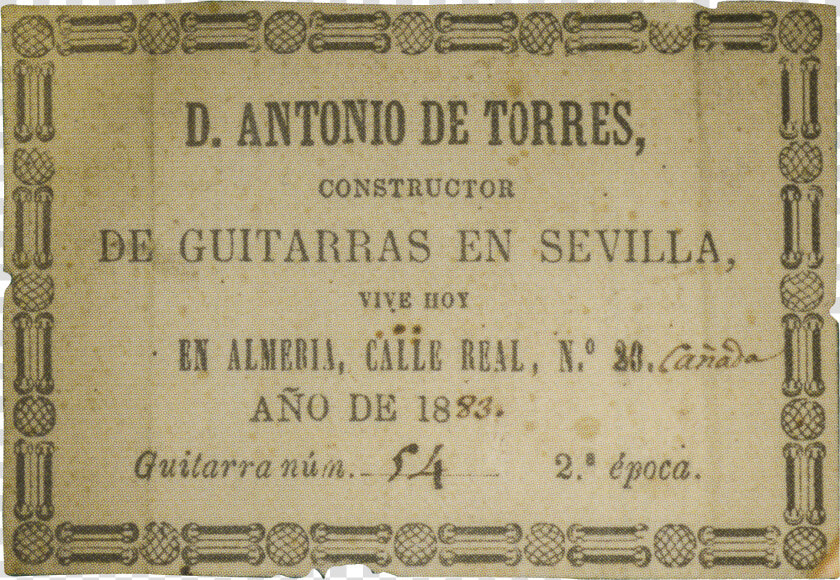 D. ANTONIO DE TORRES,
CONSTRUCTOR
DE GUITARRAS EN SEVILLA,
VIVE HOY
EN ALMERIA, CALLE REAL, N.º 20. Cañada
AÑO DE 1883.
Guitarra núm. 54 2.ª época.